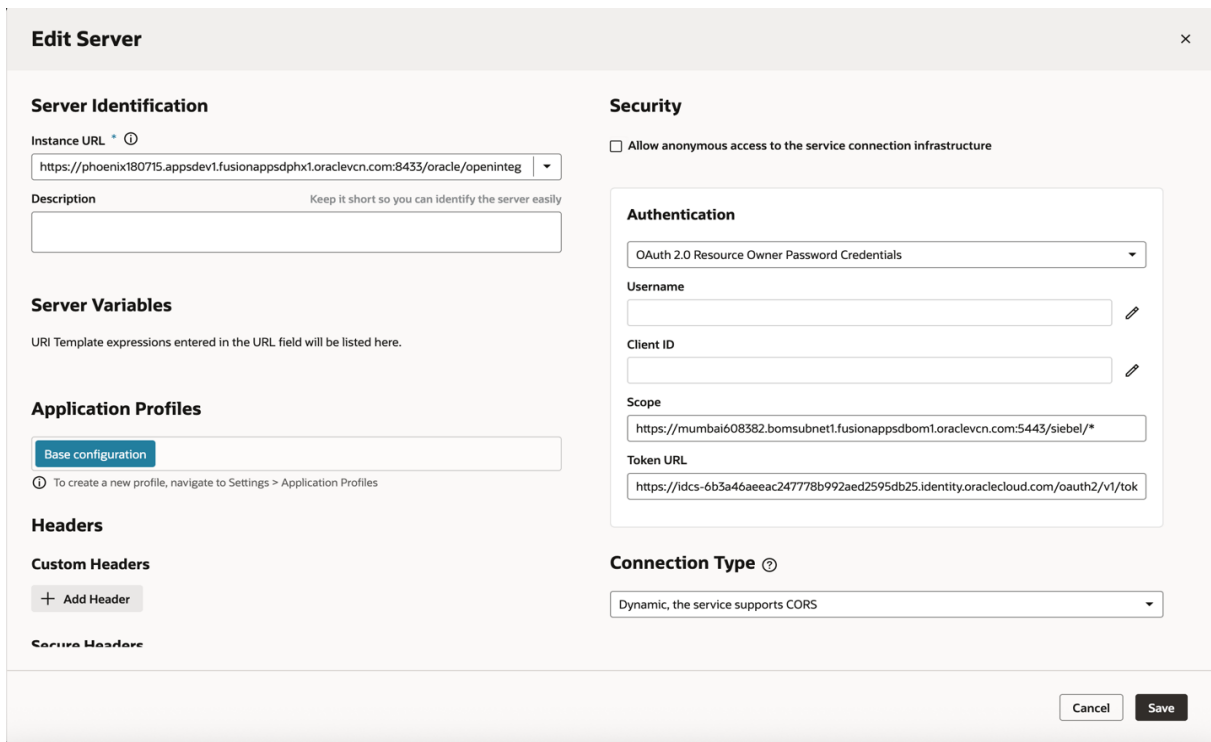 Edit Server
Server Identification
Instance URL *
https://phoenix180715.appsdev1.fusionappsdphx1.oraclevcn.com:8433/oracle/openinteg
Description
Keep it short so you can identify the server easily
Server Variables
URI Template expressions entered in the URL field will be listed here.
Application Profiles
Base configuration
To create a new profile, navigate to Settings > Application Profiles
Headers
Custom Headers
+ Add Header
Secure Headers
Security
Allow anonymous access to the service connection infrastructure
Authentication
OAuth 2.0 Resource Owner Password Credentials
Username
Client ID
Scope
https://mumbai608382.bomsubnet1.fusionappsdbom1.oraclevcn.com:5443/siebel/*
Token URL
https://idcs-6b3a46aeeac247778b992aed2595db25.identity.oraclecloud.com/oauth2/v1/tok
Connection Type
Dynamic, the service supports CORS
Cancel
Save